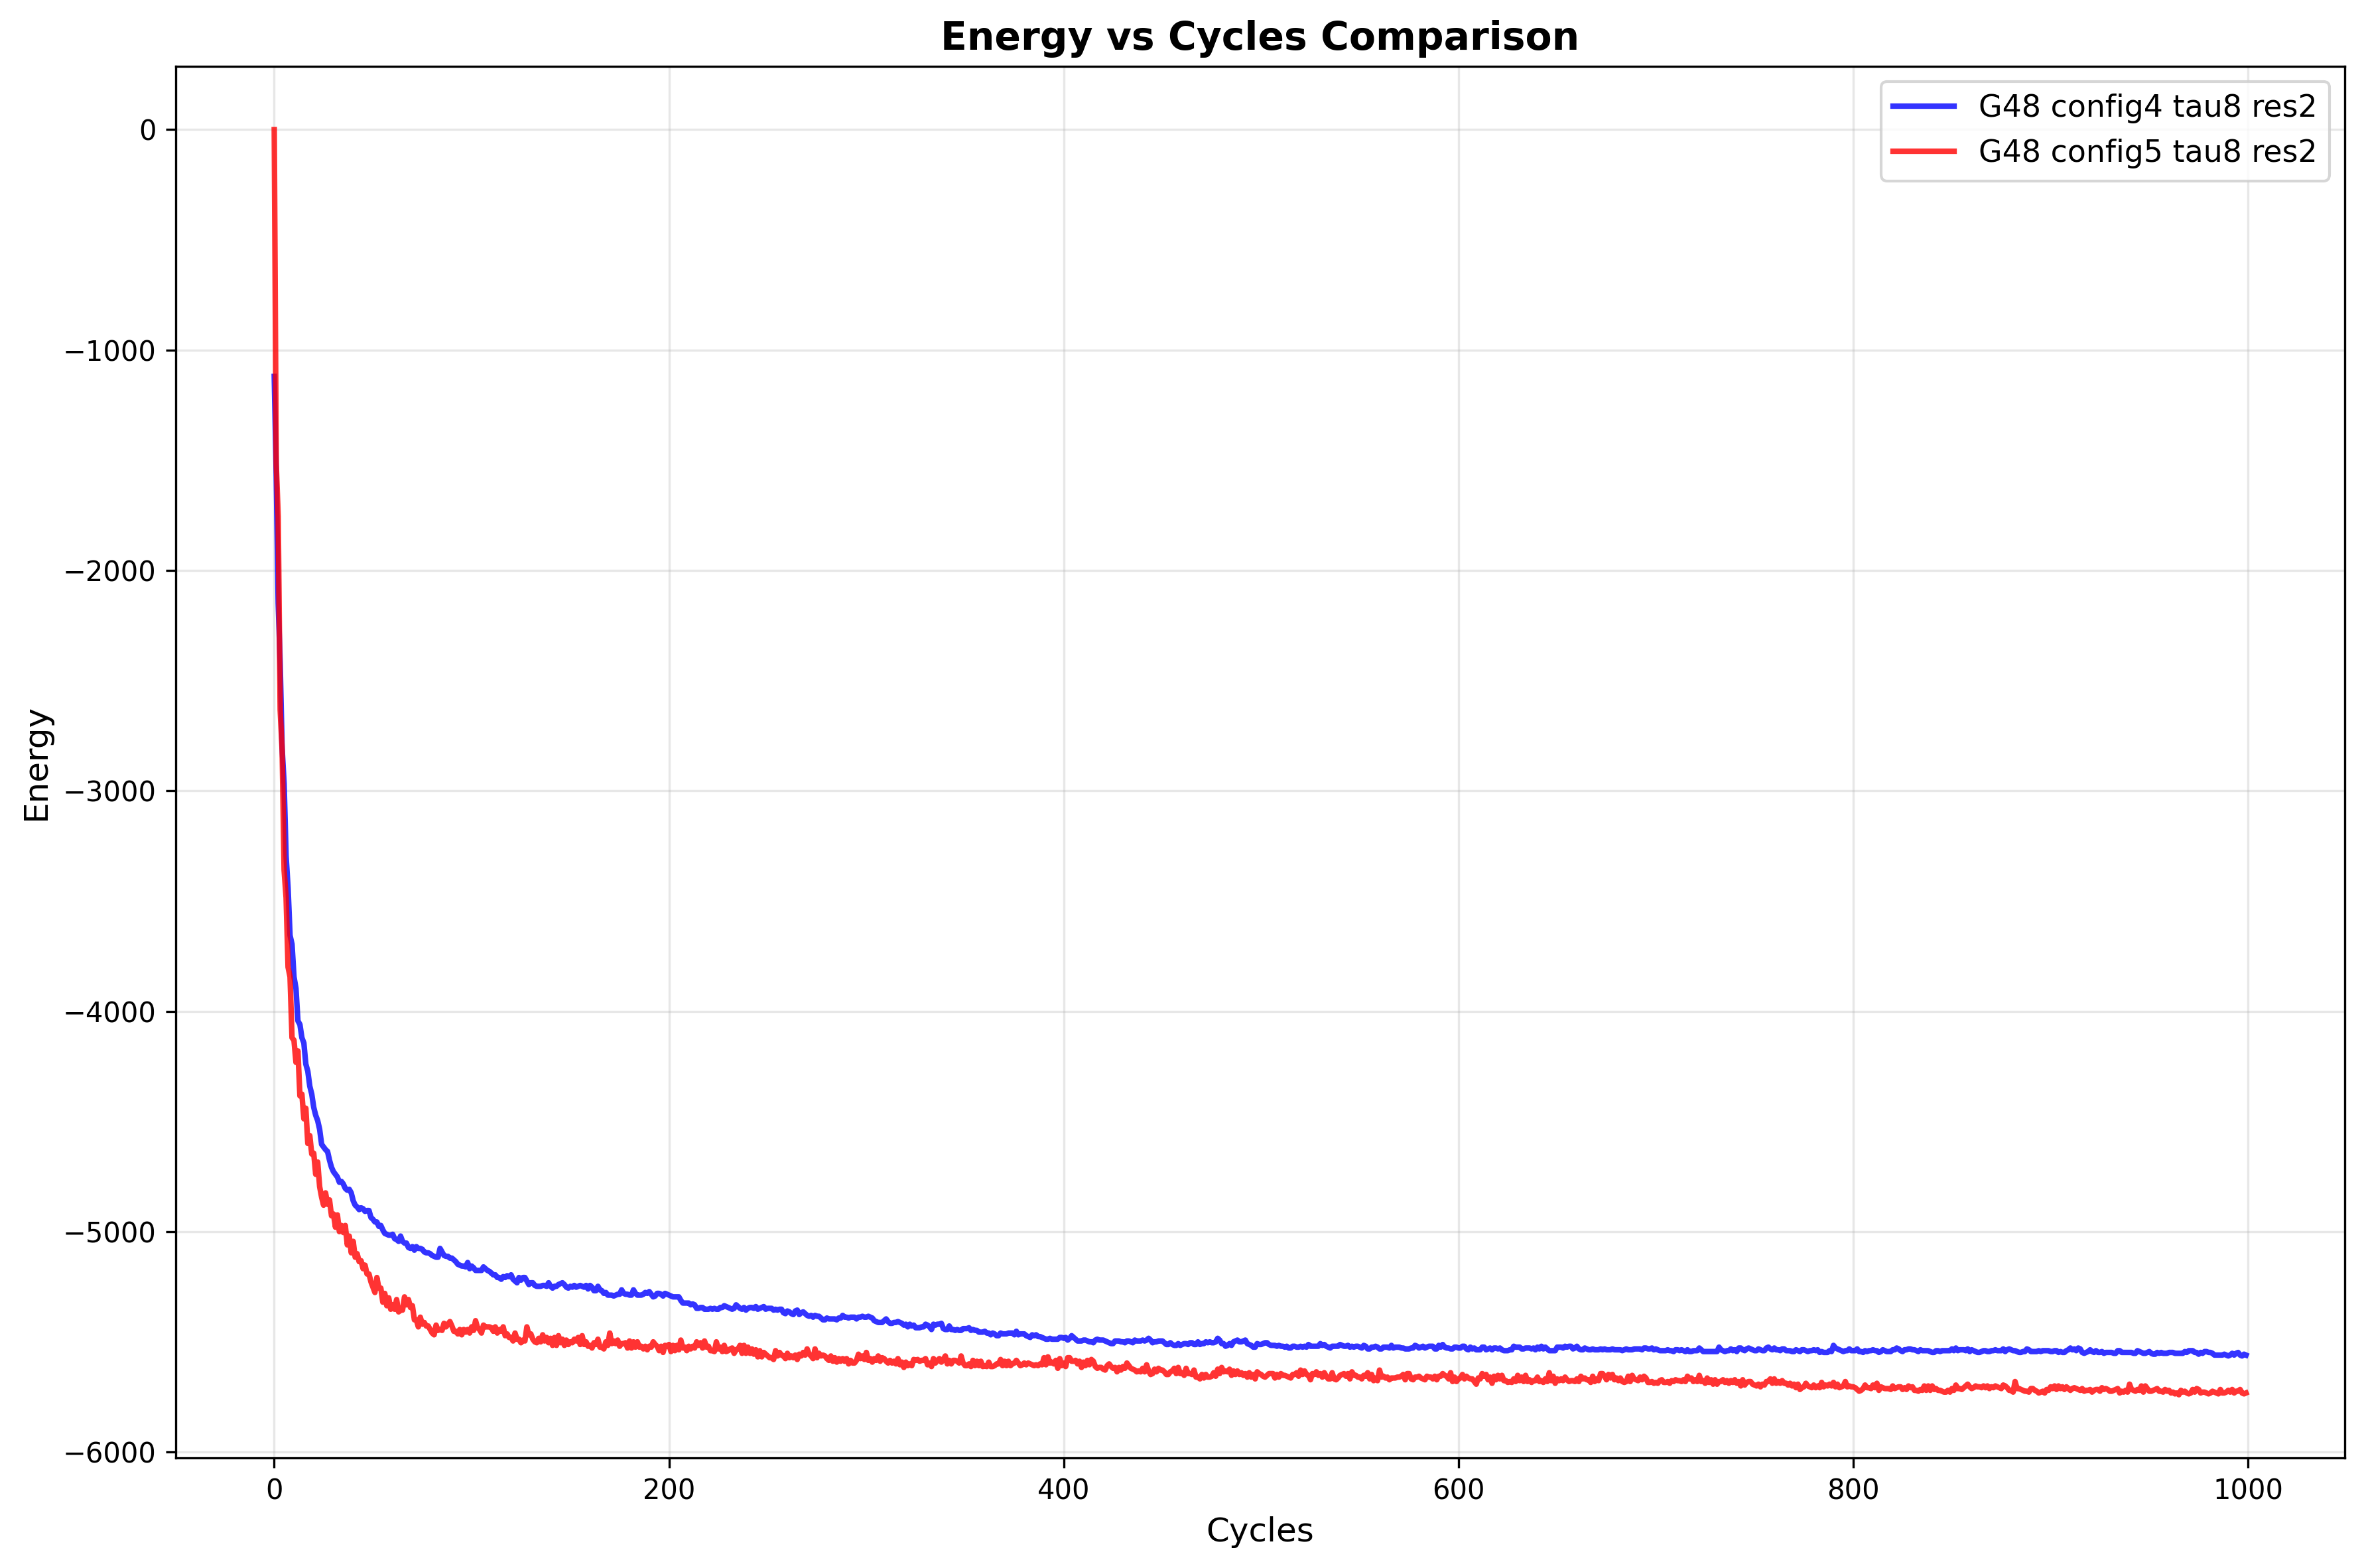 Energy vs Cycles Comparison
G48 config4 tau8 res2
G48 config5 tau8 res2
0
−1000
−2000
−3000
−4000
−5000
−6000
Energy
0
200
400
600
800
1000
Cycles